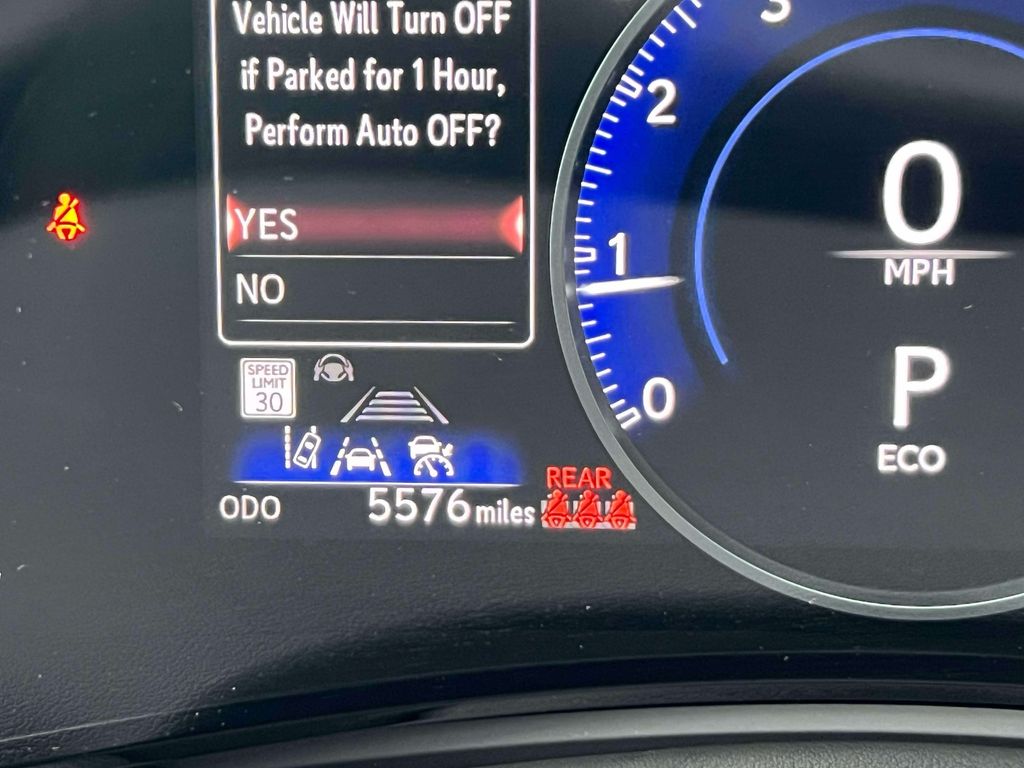 Vehicle Will Turn OFF
if Parked for 1 Hour,
Perform Auto OFF?
YES
NO
SPEED
LIMIT
30
ODO 5576 miles
REAR
3
2
1
0
0
MPH
P
ECO